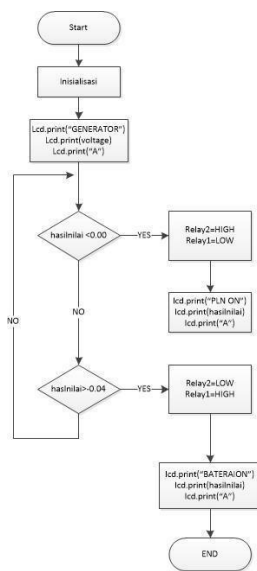 Start
Inisialisasi
Lcd.print("GENERATOR")
Lcd.print(voltage)
Lcd.print("A")
hasilnilai <0.00
YES
Relay2=HIGH
Relay1=LOW
lcd.print("PLN ON")
lcd.print(hasilnilai)
lcd.print("A")
NO
NO
haslnilai>-0.04
YES
Relay2=LOW
Relay1=HIGH
lcd.print("BATERAION")
lcd.print(hasilnilai)
lcd.print("A")
END